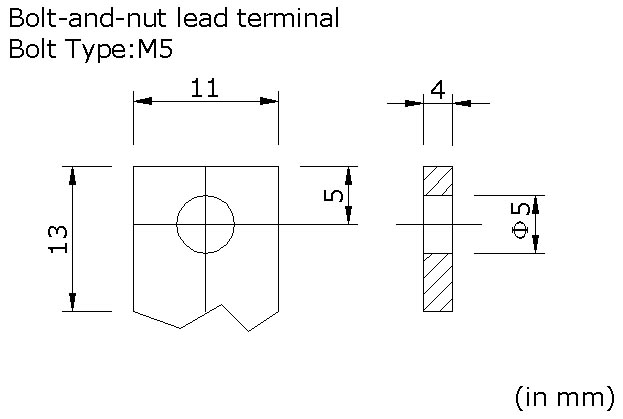 Bolt-and-nut lead terminal
Bolt Type:M5
11
4
13
5
Φ5
(in mm)